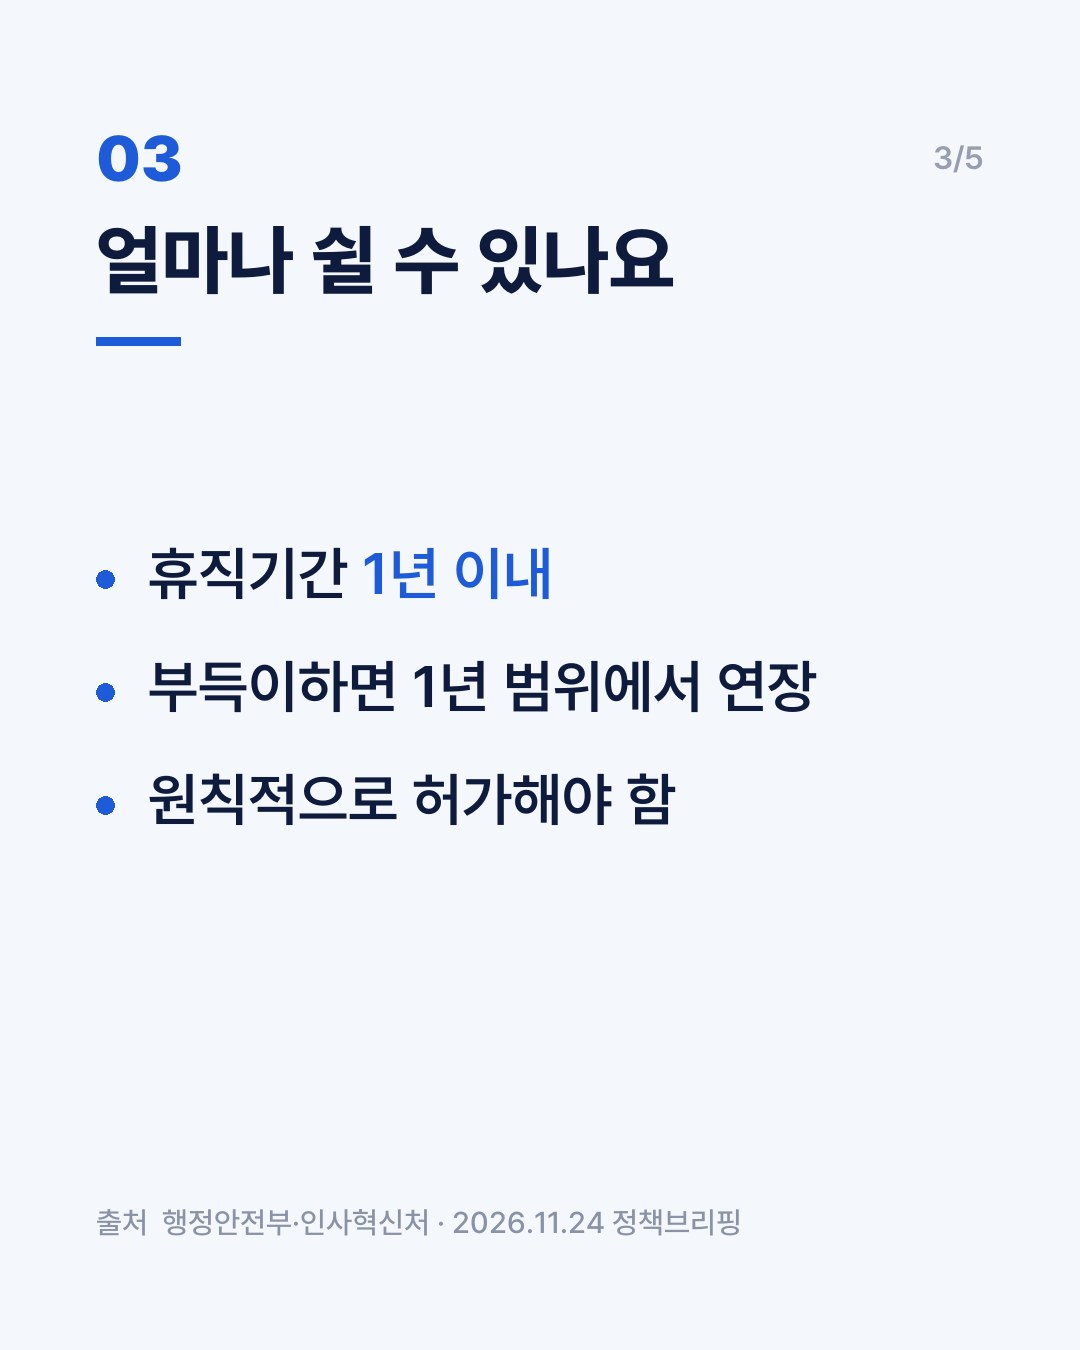 03
3/5
얼마나 쉴 수 있나요
휴직기간 1년 이내
부득이하면 1년 범위에서 연장
원칙적으로 허가해야 함
출처 행정안전부·인사혁신처 · 2026.11.24 정책브리핑